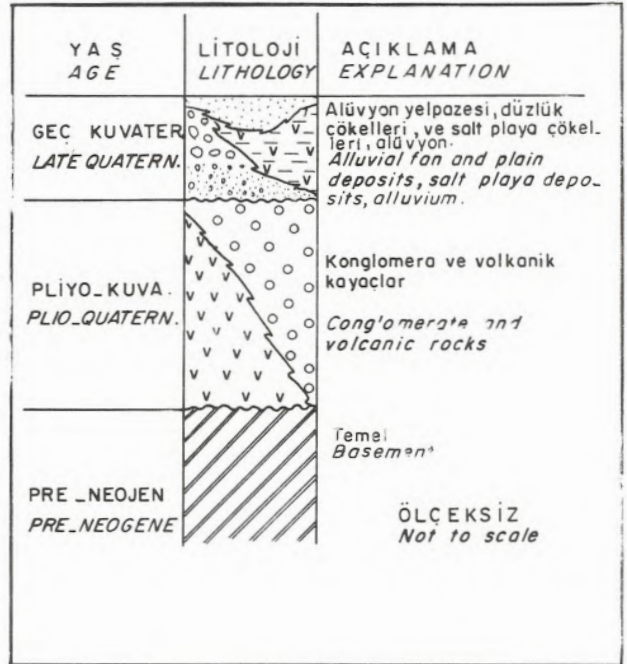 YAŞ
AGE
LİTOLOJİ
LITHOLOGY
AÇIKLAMA
EXPLANATION
GEÇ KUVATER
LATE QUATERN.
Alüvyon yelpazesi, düzlük
çökelleri, ve salt playa çökel_
leri, alüvyon.
Alluvial fan and plain
deposits, salt playa depo_
sits, alluvium.
PLİYO_KUVA.
PLIO_QUATERN.
Konglomera ve volkanik
kayaçlar
Conglomerate and
volcanic rocks
PRE_NEOJEN
PRE_NEOGENE
Temel
Basement
ÖLÇEKSİZ
Not to scale